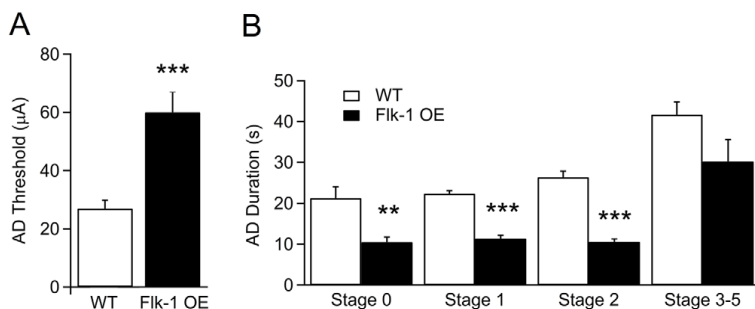 A
AD Threshold (μA)
80
60
40
20
0
***
WT
Flk-1 OE
B
AD Duration (s)
50
40
30
20
10
0
WT
Flk-1 OE
**
***
***
Stage 0
Stage 1
Stage 2
Stage 3-5